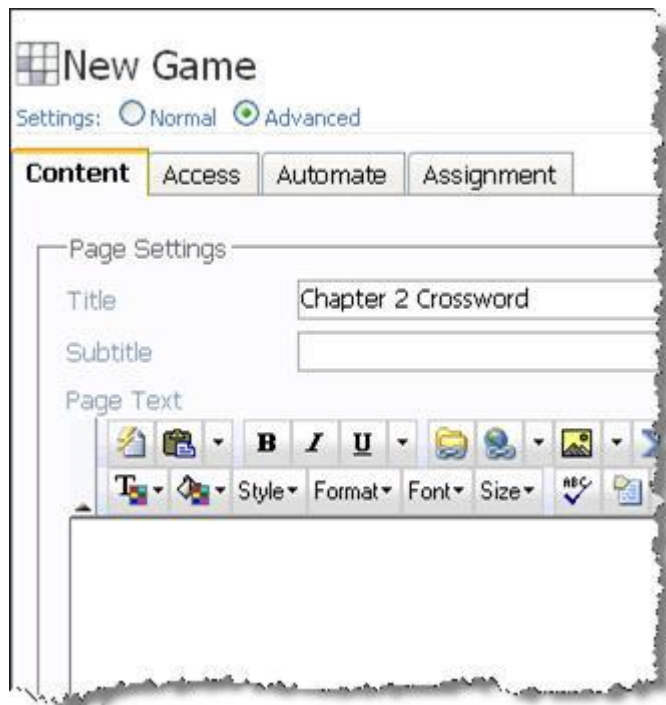 New Game
Settings: Normal Advanced
Content Access Automate Assignment
Page Settings
Title Chapter 2 Crossword
Subtitle
Page Text
B I U
T Style Format Font Size ABC